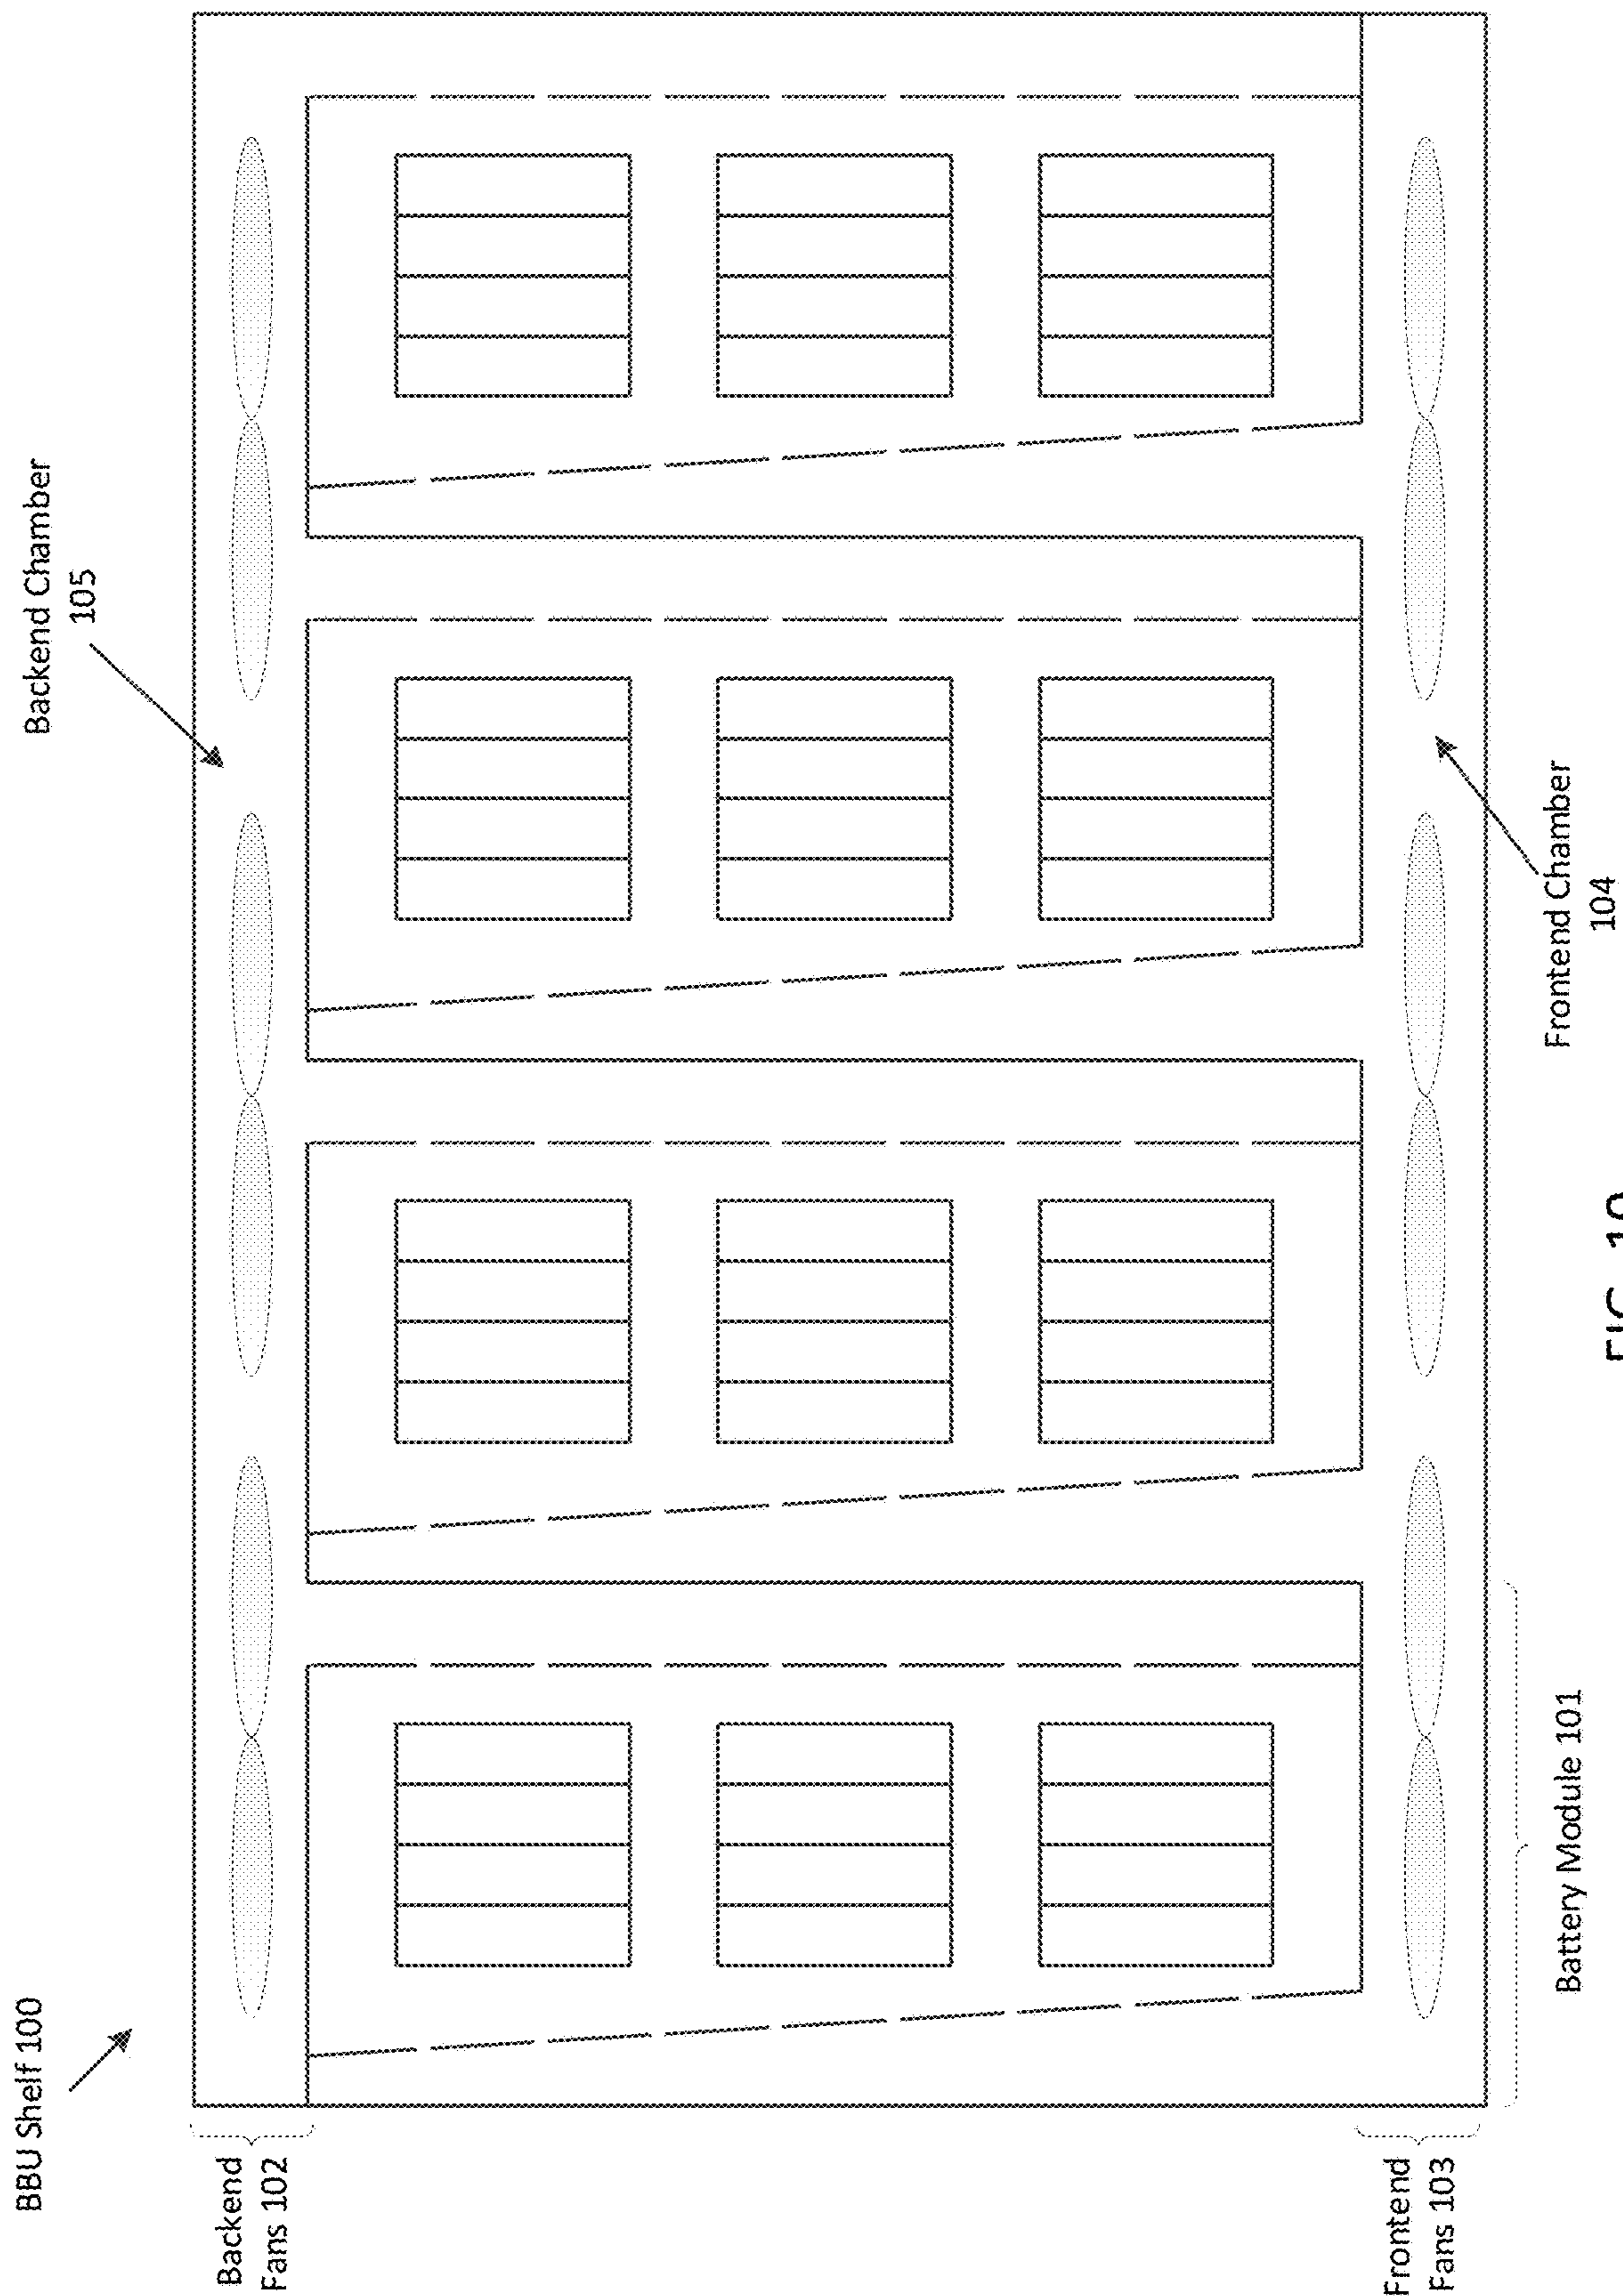 BBU Shelf 100
Backend Chamber
105
Backend
Fans 102
Frontend
Fans 103
Battery Module 101
Frontend Chamber
104